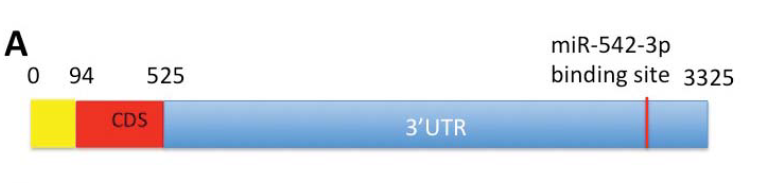 A
miR-542-3p
0 94 525 binding site 3325
CDS 3'UTR